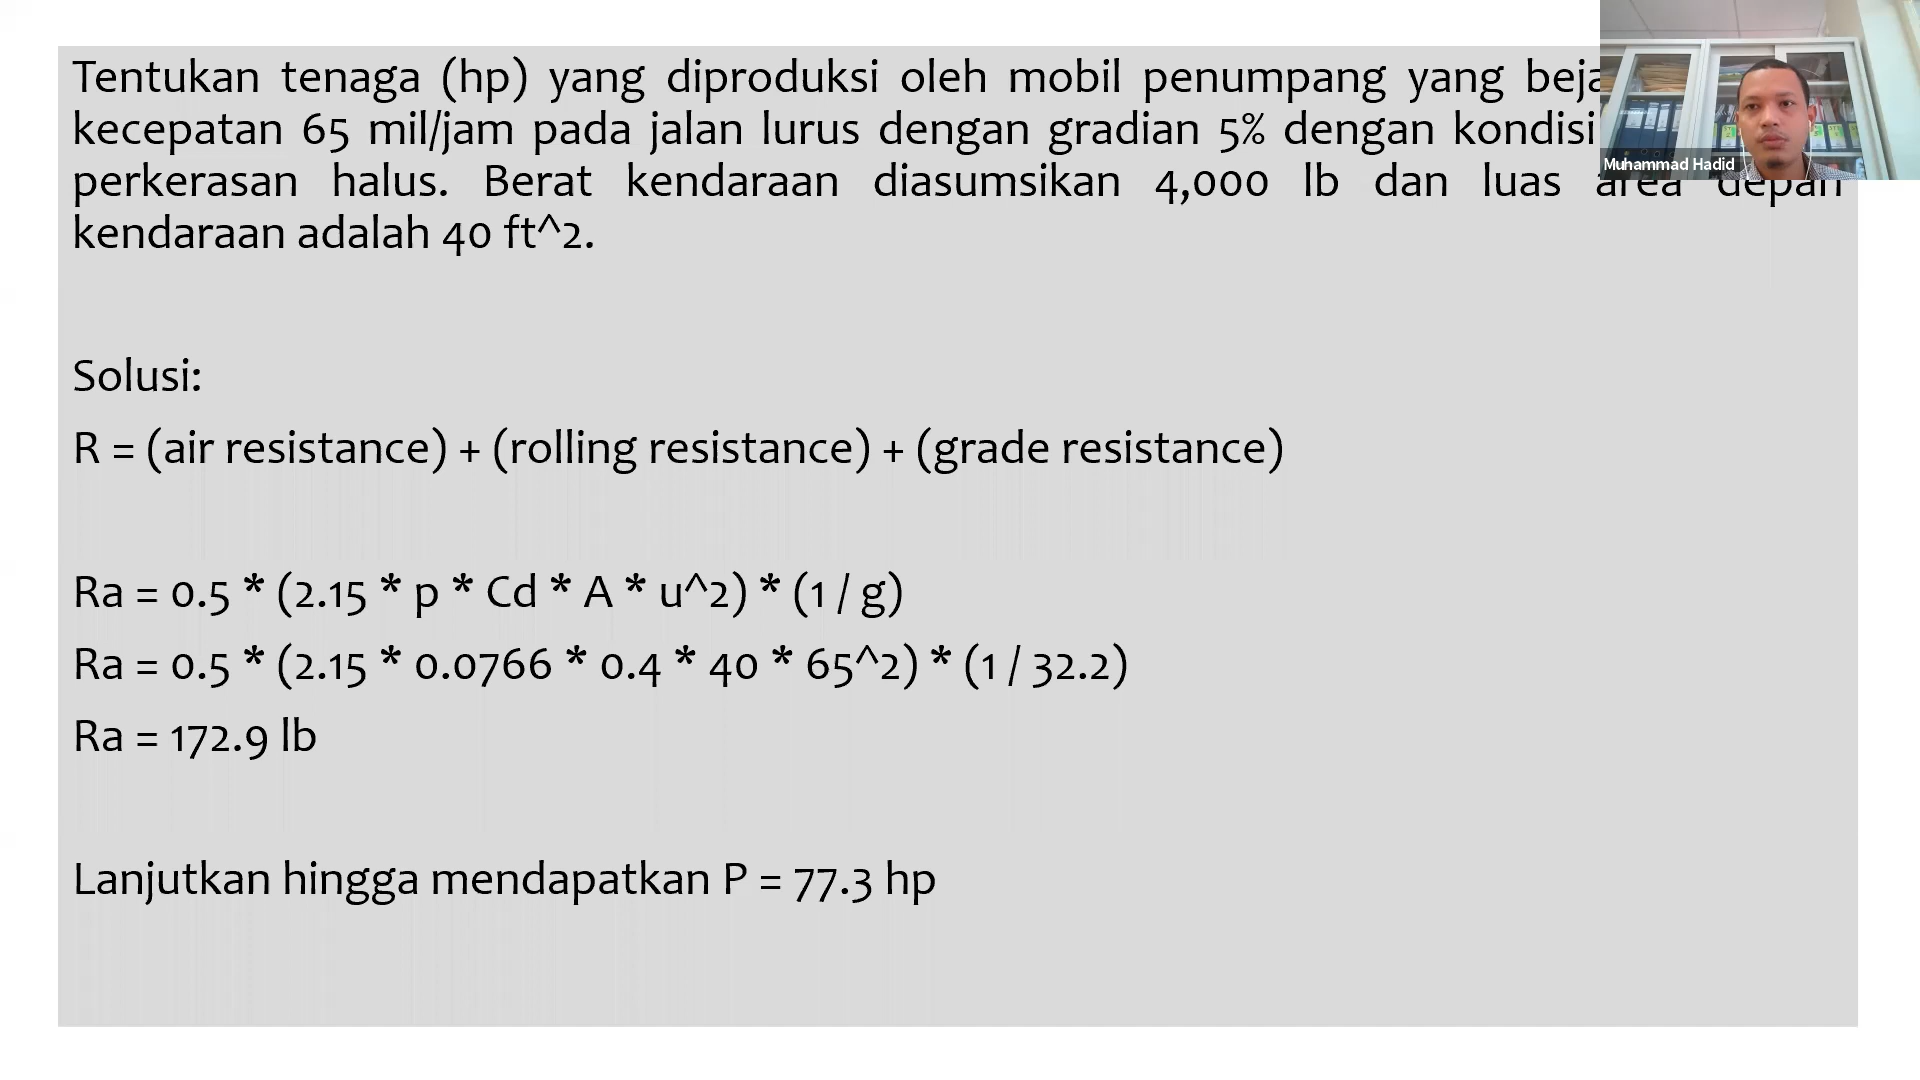 Tentukan tenaga (hp) yang diproduksi oleh mobil penumpang yang
kecepatan 65 mil/jam pada jalan lurus dengan gradian 5% dengan kondisi
perkerasan halus. Berat kendaraan diasumsikan 4,000 lb dan luas area depan
kendaraan adalah 40 ft^2.
Muhammad Hadid
Solusi:
R = (air resistance) + (rolling resistance) + (grade resistance)
Ra = 0.5 * (2.15 * p * Cd * A * u^2) * (1 / g)
Ra = 0.5 * (2.15 * 0.0766 * 0.4 * 40 * 65^2) * (1 / 32.2)
Ra = 172.9 lb
Lanjutkan hingga mendapatkan P = 77.3 hp